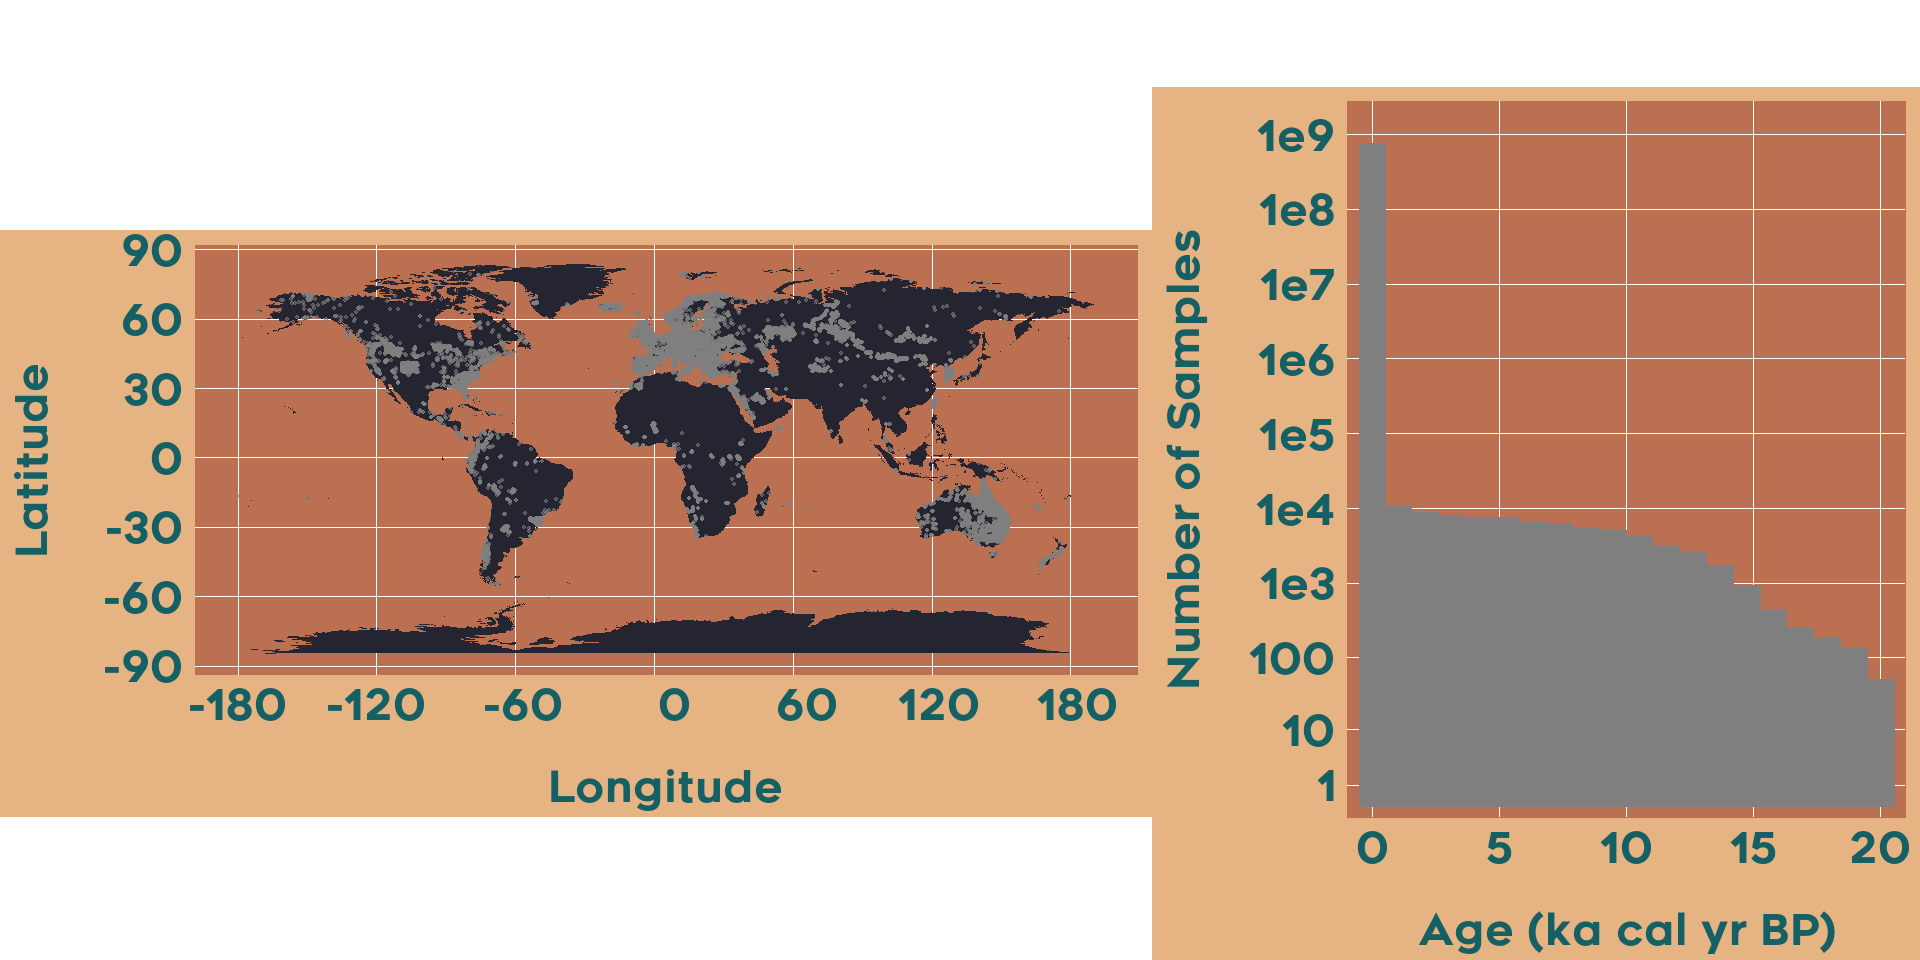 Latitude
90
60
30
0
-30
-60
-90
-180 -120 -60 0 60 120 180
Longitude
Number of Samples
1e9
1e8
1e7
1e6
1e5
1e4
1e3
100
10
1
0 5 10 15 20
Age (ka cal yr BP)